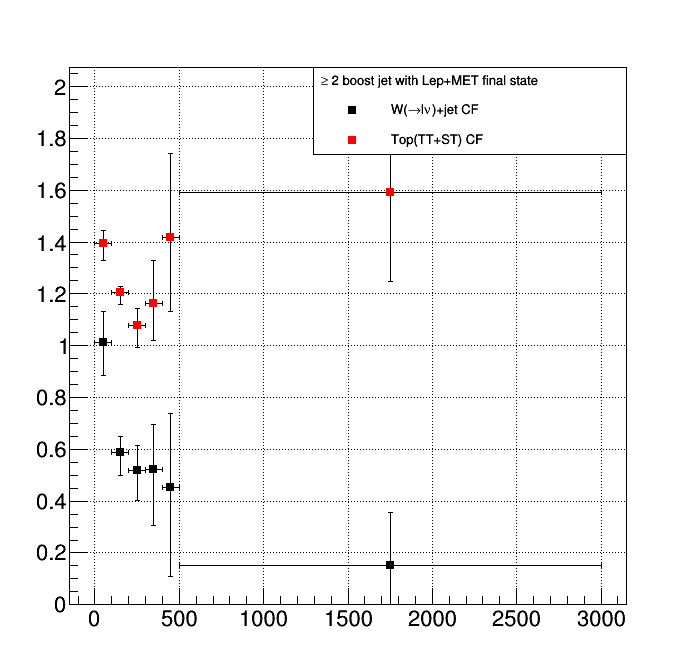 ≥ 2 boost jet with Lep+MET final state
W(→lν)+jet CF
Top(TT+ST) CF
2
1.8
1.6
1.4
1.2
1
0.8
0.6
0.4
0.2
0
0 500 1000 1500 2000 2500 3000